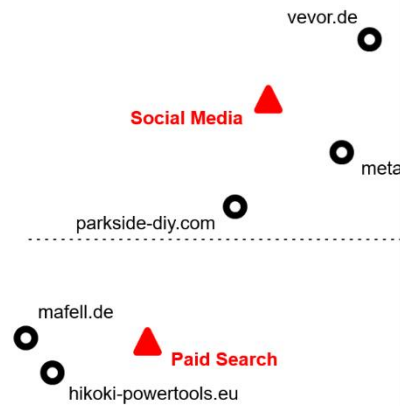 vevor.de
Social Media
meta
parkside-diy.com
mafell.de
Paid Search
hikoki-powertools.eu